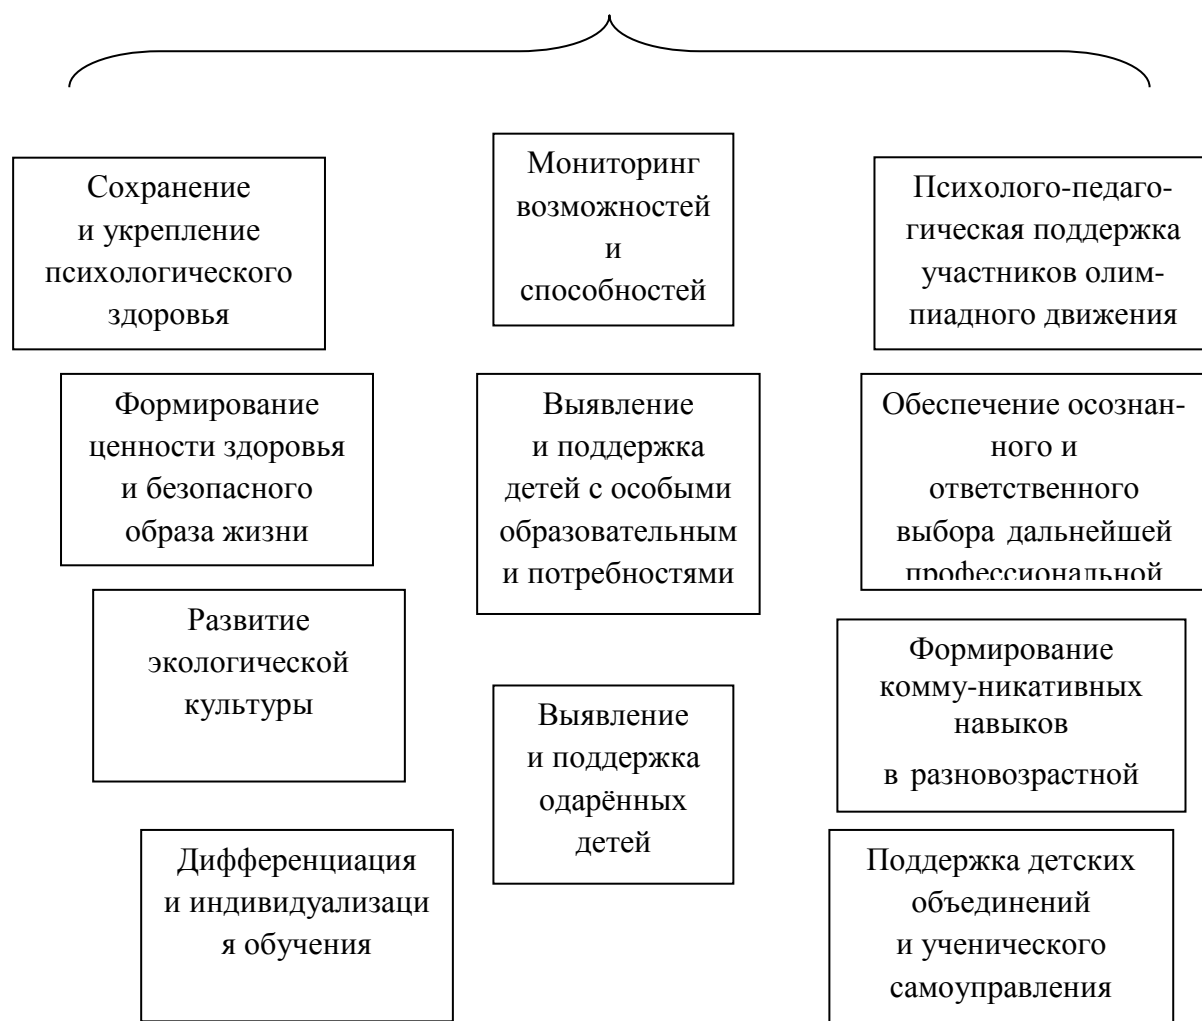 Сохранение
и укрепление
психологического
здоровья
Формирование
ценности здоровья
и безопасного
образа жизни
Развитие
экологической
культуры
Дифференциация
и индивидуализаци
я обучения
Мониторинг
возможностей
и
способностей
Выявление
и поддержка
детей с особыми
образовательным
и потребностями
Выявление
и поддержка
одарённых
детей
Психолого-педаго-
гическая поддержка
участников олим-
пиадного движения
Обеспечение осознан-
ного и
ответственного
выбора дальнейшей
профессиональной
Формирование
комму-никативных
навыков
в разновозрастной
Поддержка детских
объединений
и ученического
самоуправления